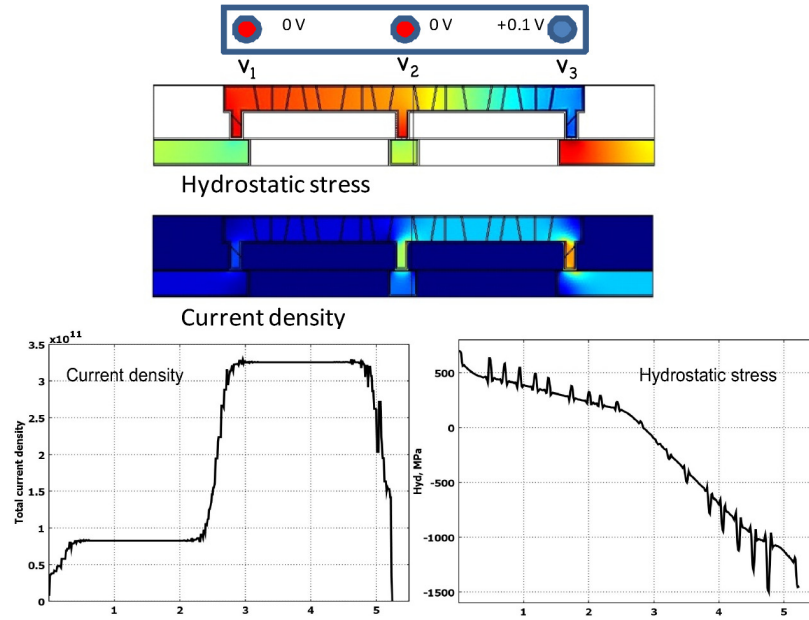 0 V 0 V +0.1 V
V1 V2 V3
Hydrostatic stress
Current density
x10^11
3.5
3
2.5
2
1.5
1
0.5
0
1 2 3 4 5
Total current density
Current density
500
0
-500
-1000
-1500
1 2 3 4 5
Hyd, MPa
Hydrostatic stress